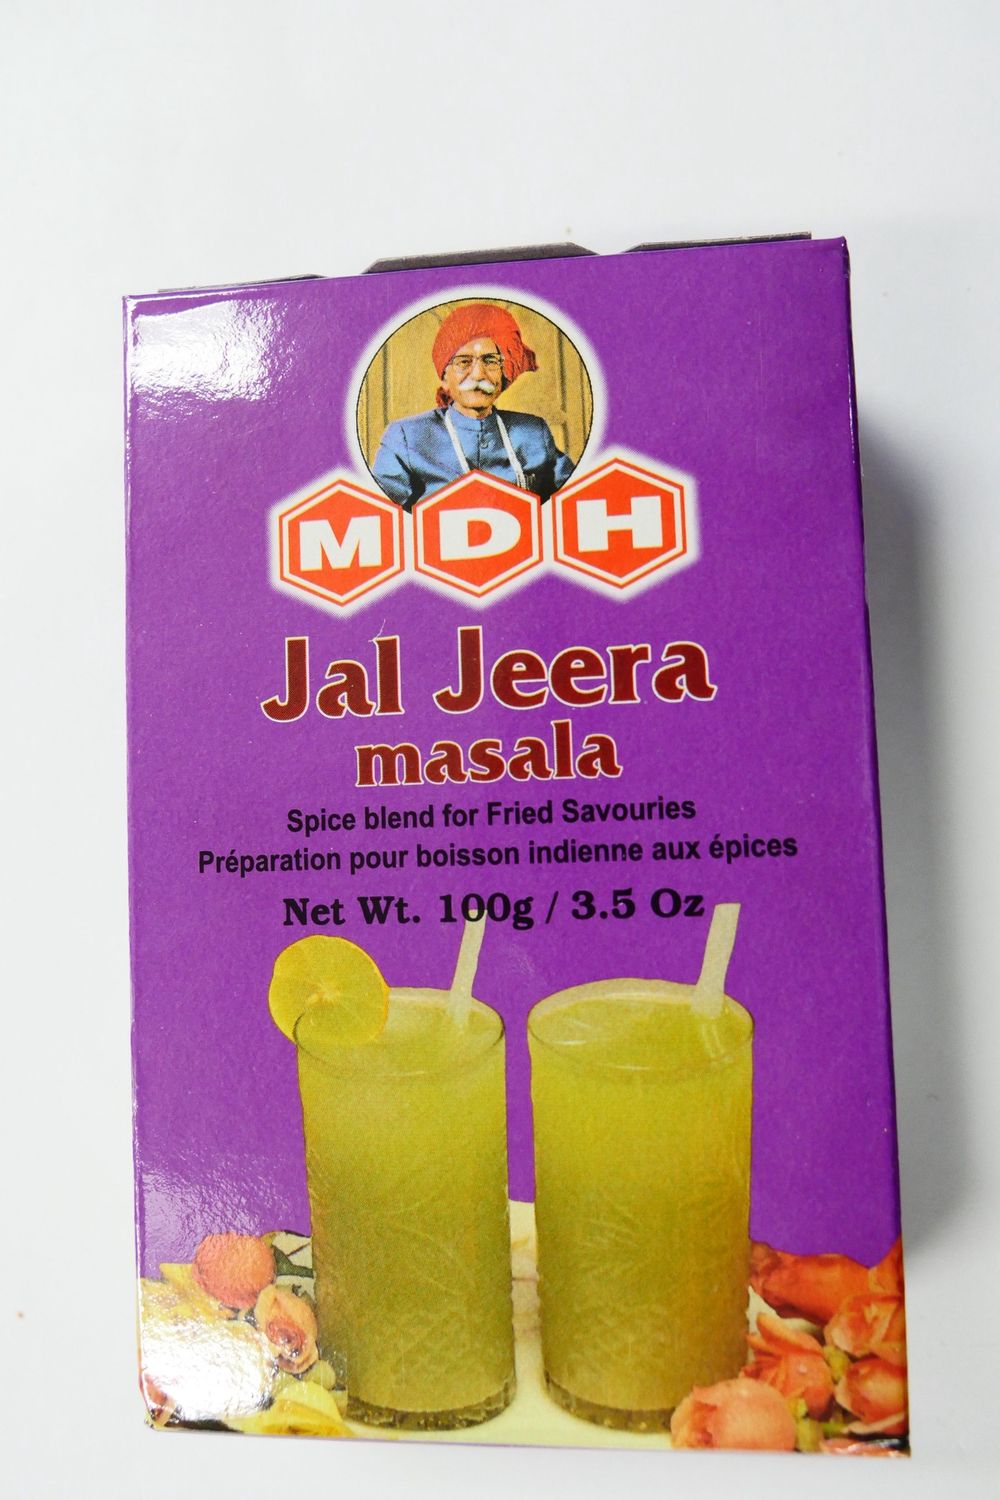 MDH
Jal Jeera
masala
Spice blend for Fried Savouries
Préparation pour boisson indienne aux épices
Net Wt. 100g / 3.5 Oz